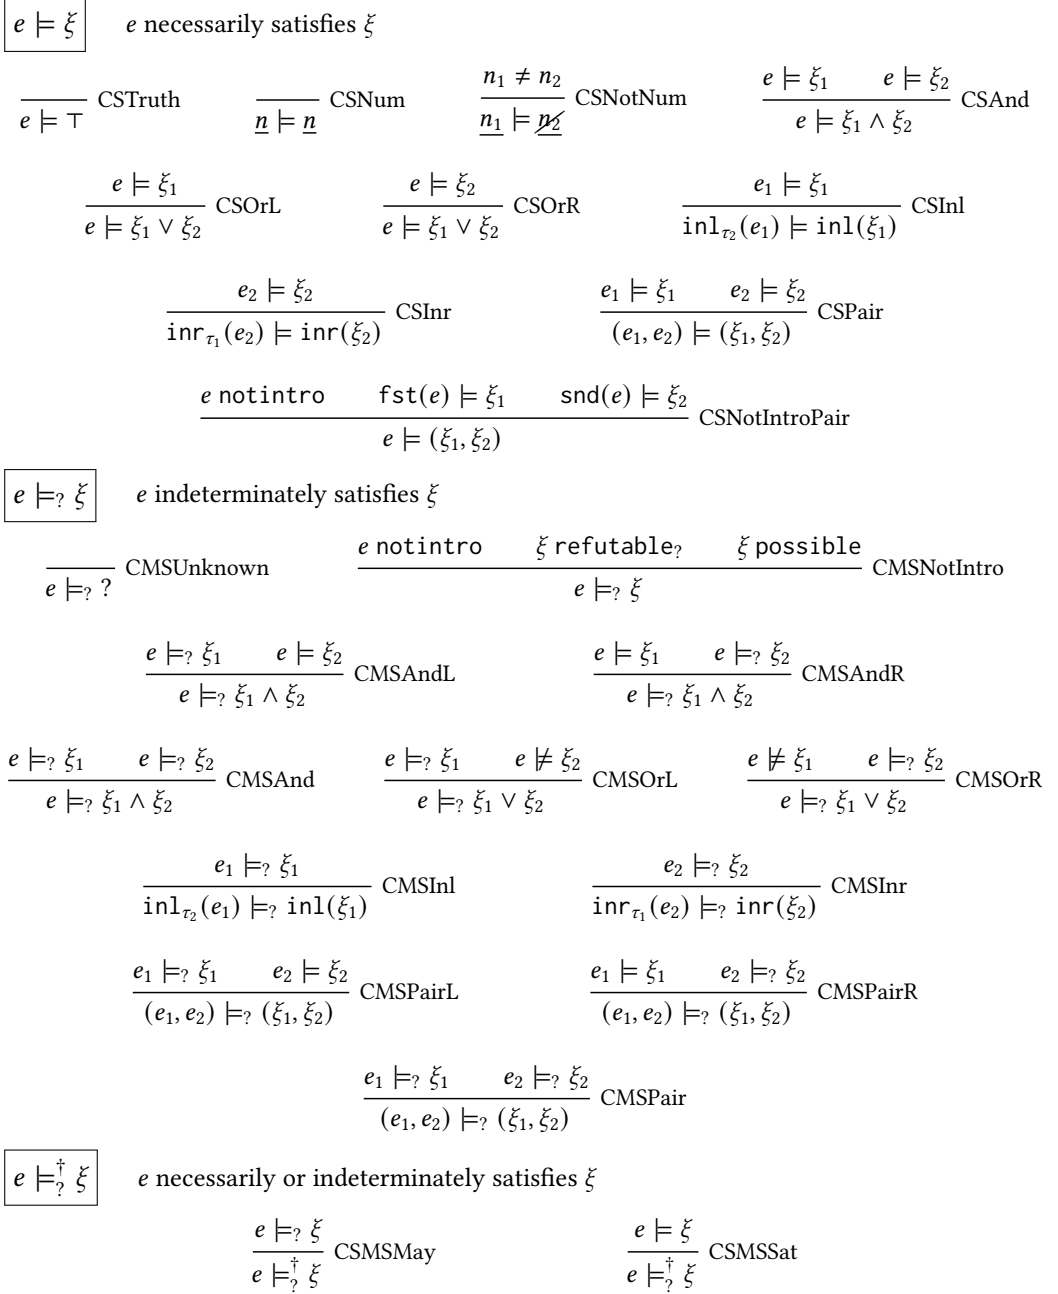 e ⊨ ξ e necessarily satisfies ξ
――― CSTruth ――― CSNum n₁ ≠ n₂ CSNotNum e ⊨ ξ₁ e ⊨ ξ₂ CSAnd
e ⊨ ⊤ n̲ ⊨ n̲ n̲₁ ⊨ n̸̲₂ e ⊨ ξ₁ ∧ ξ₂
e ⊨ ξ₁ CSOrL e ⊨ ξ₂ CSOrR e₁ ⊨ ξ₁ CSInl
e ⊨ ξ₁ ∨ ξ₂ e ⊨ ξ₁ ∨ ξ₂ inl_τ₂(e₁) ⊨ inl(ξ₁)
e₂ ⊨ ξ₂ CSInr e₁ ⊨ ξ₁ e₂ ⊨ ξ₂ CSPair
inr_τ₁(e₂) ⊨ inr(ξ₂) (e₁, e₂) ⊨ (ξ₁, ξ₂)
e notintro fst(e) ⊨ ξ₁ snd(e) ⊨ ξ₂ CSNotIntroPair
e ⊨ (ξ₁, ξ₂)
e ⊨? ξ e indeterminately satisfies ξ
――― CMSUnknown e notintro ξ refutable? ξ possible CMSNotIntro
e ⊨? ? e ⊨? ξ
e ⊨? ξ₁ e ⊨ ξ₂ CMSAndL e ⊨ ξ₁ e ⊨? ξ₂ CMSAndR
e ⊨? ξ₁ ∧ ξ₂ e ⊨? ξ₁ ∧ ξ₂
e ⊨? ξ₁ e ⊨? ξ₂ CMSAnd e ⊨? ξ₁ e ⊭ ξ₂ CMSOrL e ⊭ ξ₁ e ⊨? ξ₂ CMSOrR
e ⊨? ξ₁ ∧ ξ₂ e ⊨? ξ₁ ∨ ξ₂ e ⊨? ξ₁ ∨ ξ₂
e₁ ⊨? ξ₁ CMSInl e₂ ⊨? ξ₂ CMSInr
inl_τ₂(e₁) ⊨? inl(ξ₁) inr_τ₁(e₂) ⊨? inr(ξ₂)
e₁ ⊨? ξ₁ e₂ ⊨ ξ₂ CMSPairL e₁ ⊨ ξ₁ e₂ ⊨? ξ₂ CMSPairR
(e₁, e₂) ⊨? (ξ₁, ξ₂) (e₁, e₂) ⊨? (ξ₁, ξ₂)
e₁ ⊨? ξ₁ e₂ ⊨? ξ₂ CMSPair
(e₁, e₂) ⊨? (ξ₁, ξ₂)
e ⊨?† ξ e necessarily or indeterminately satisfies ξ
e ⊨? ξ CSMSMay e ⊨ ξ CSMSSat
e ⊨?† ξ e ⊨?† ξ